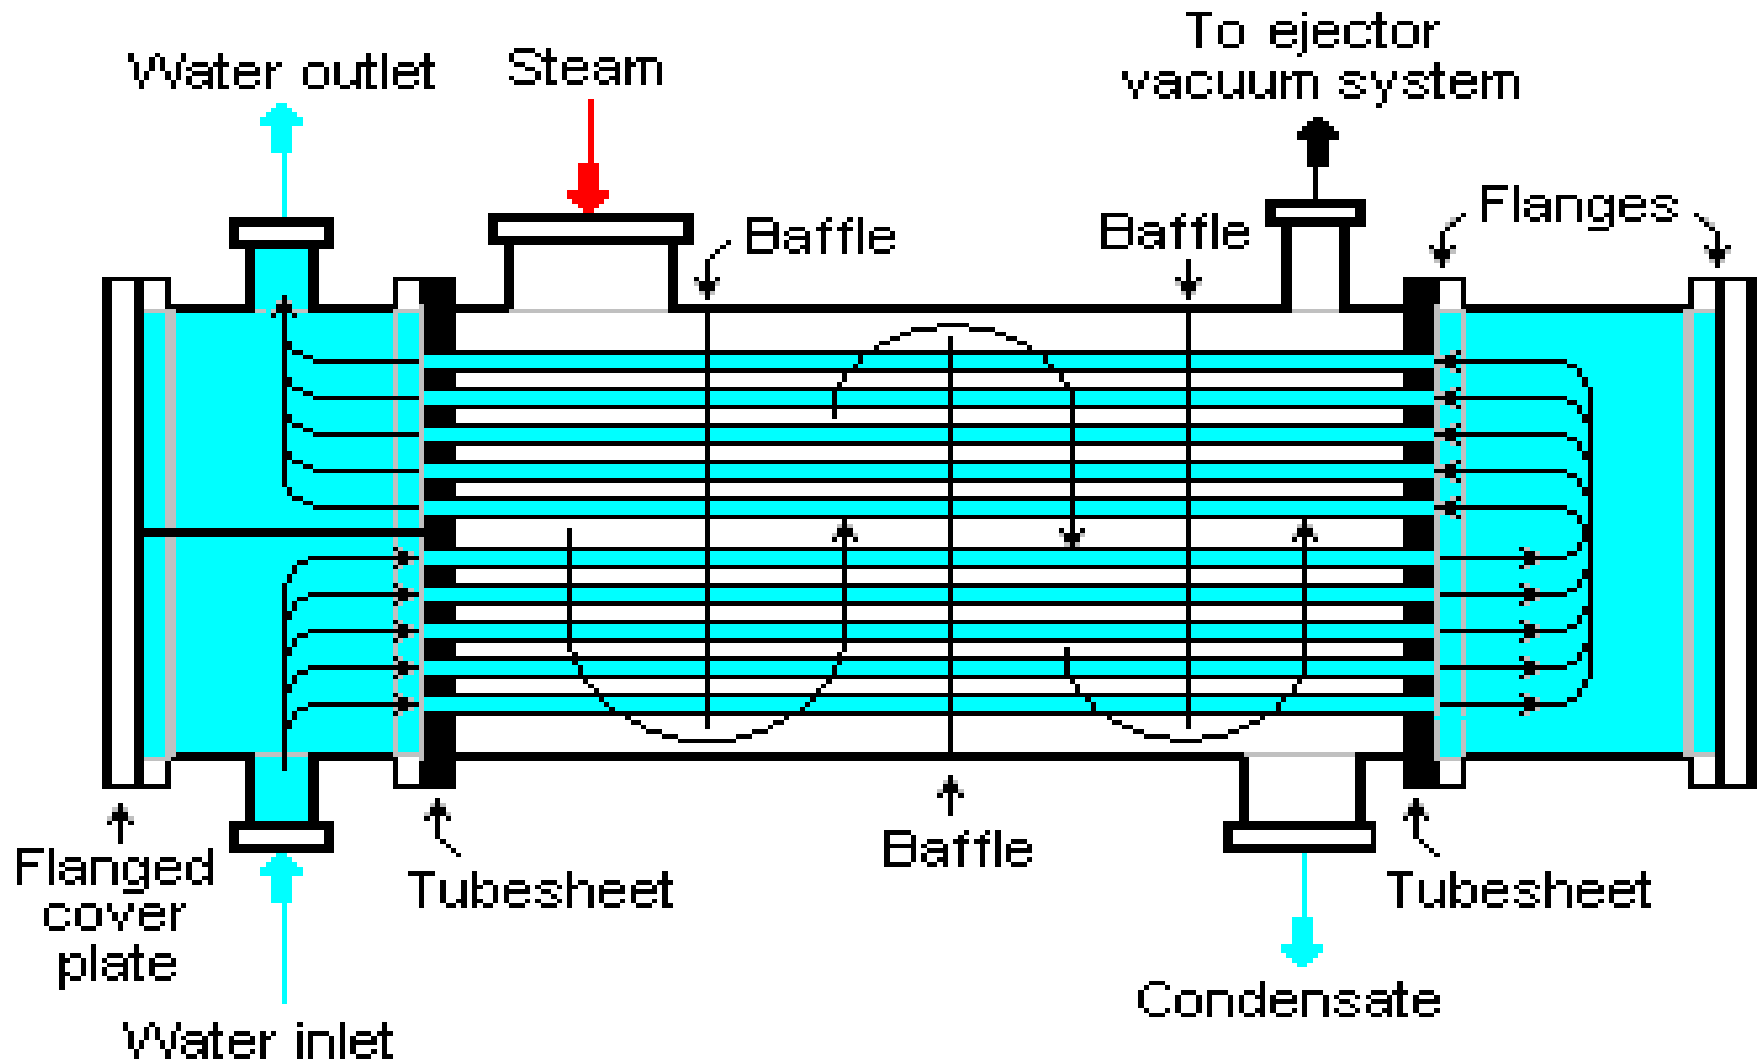 To ejector
vacuum system
Water outlet
Steam
Flanges
Baffle
Baffle
Flanged
cover
plate
Tubesheet
Baffle
Tubesheet
Condensate
Water inlet